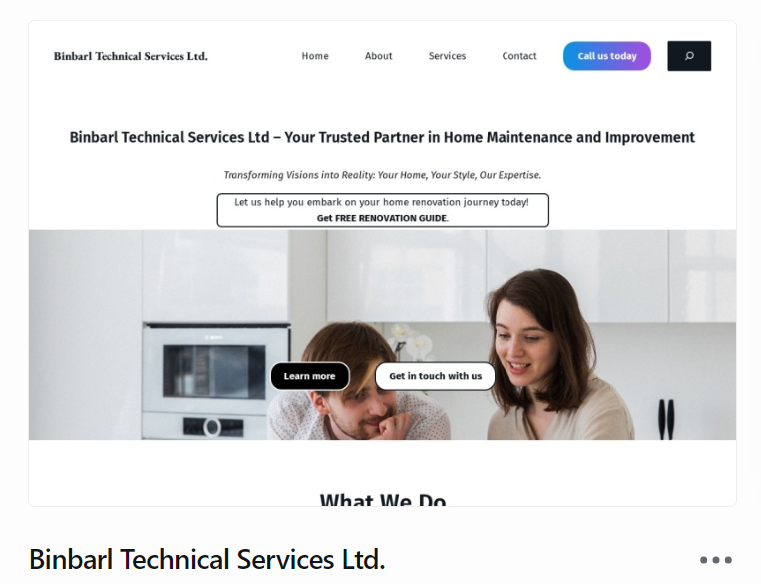 Binbarl Technical Services Ltd.
Home About Services Contact Call us today
Binbarl Technical Services Ltd – Your Trusted Partner in Home Maintenance and Improvement
Transforming Visions into Reality: Your Home, Your Style, Our Expertise.
Let us help you embark on your home renovation journey today!
Get FREE RENOVATION GUIDE.
Learn more Get in touch with us
What We Do
Binbarl Technical Services Ltd.